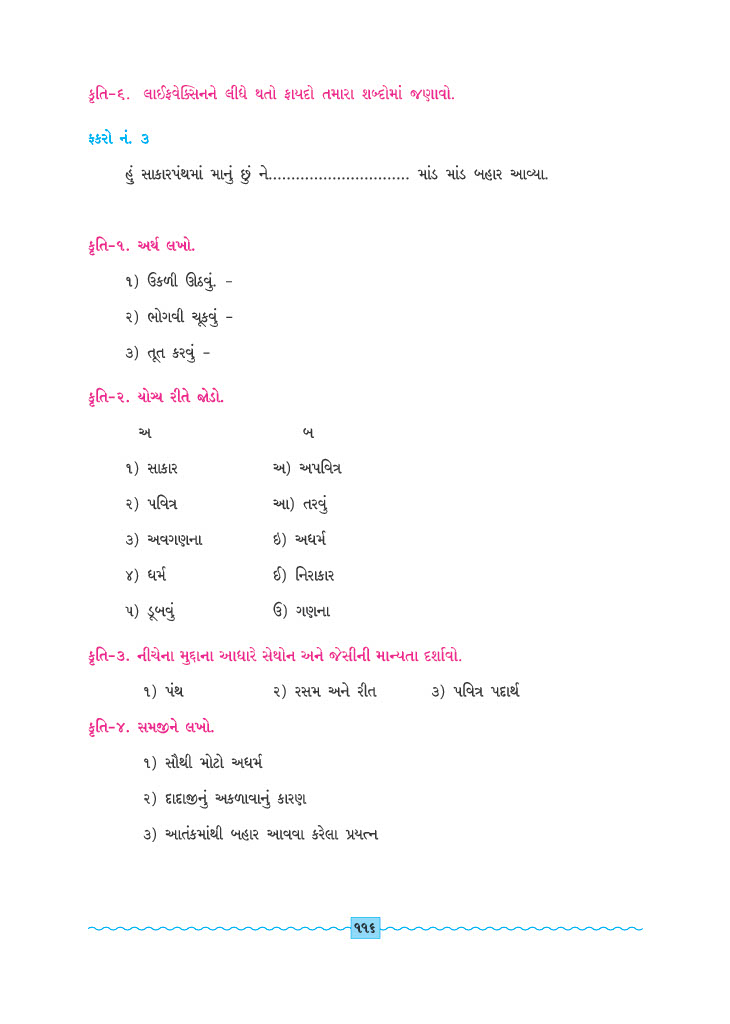 કૃતિ-૬. લાઈફવેક્સિનને લીધે થતો ફાયદો તમારા શબ્દોમાં જણાવો.
ફકરો નં. ૩
હું સાકારપંથમાં માનું છું ને............................... માંડ માંડ બહાર આવ્યા.
કૃતિ-૧. અર્થ લખો.
૧) ઉકળી ઊઠવું. -
૨) ભોગવી ચૂકવું -
૩) તૂત કરવું -
કૃતિ-૨. યોગ્ય રીતે જોડો.
અ બ
૧) સાકાર અ) અપવિત્ર
૨) પવિત્ર આ) તરવું
૩) અવગણના ઇ) અધર્મ
૪) ધર્મ ઈ) નિરાકાર
૫) ડૂબવું ઉ) ગણના
કૃતિ-૩. નીચેના મુદ્દાના આધારે સેથોન અને જેસીની માન્યતા દર્શાવો.
૧) પંથ ૨) રસમ અને રીત ૩) પવિત્ર પદાર્થ
કૃતિ-૪. સમજીને લખો.
૧) સૌથી મોટો અધર્મ
૨) દાદાજીનું અકળાવાનું કારણ
૩) આતંકમાંથી બહાર આવવા કરેલા પ્રયત્ન
૧૧૬